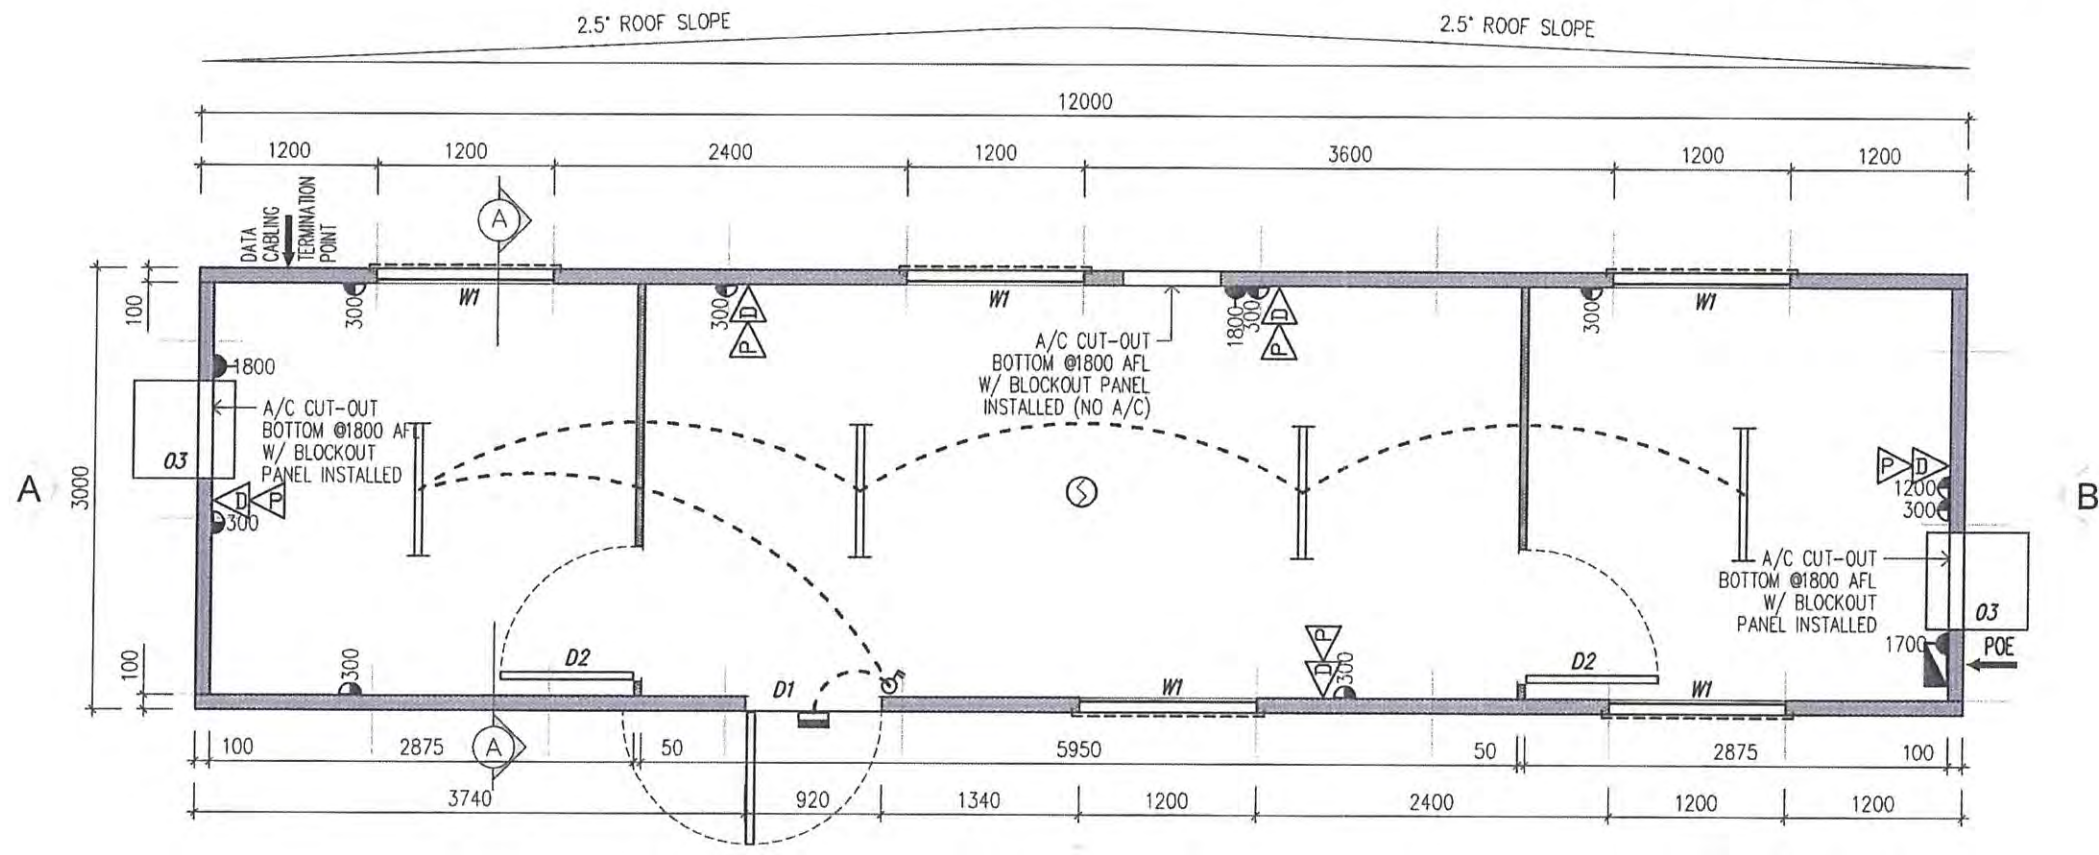 2.5° ROOF SLOPE
2.5° ROOF SLOPE
12000
1200
1200
2400
1200
3600
1200
1200
DATA
CABLING
TERMINATION
POINT
A
3000
100
100
300
W1
300
D
P
W1
1800
300
D
P
300
W1
1800
A/C CUT-OUT
BOTTOM @1800 AFL
W/ BLOCKOUT
PANEL INSTALLED
03
A/C CUT-OUT
BOTTOM @1800 AFL
W/ BLOCKOUT PANEL
INSTALLED (NO A/C)
A
D
P
300
P
D
1200
300
B
A/C CUT-OUT
BOTTOM @1800 AFL
W/ BLOCKOUT
PANEL INSTALLED
03
1700
POE
300
D2
D1
W1
P
D
300
D2
W1
100
2875
A
50
5950
50
2875
100
3740
920
1340
1200
2400
1200
1200